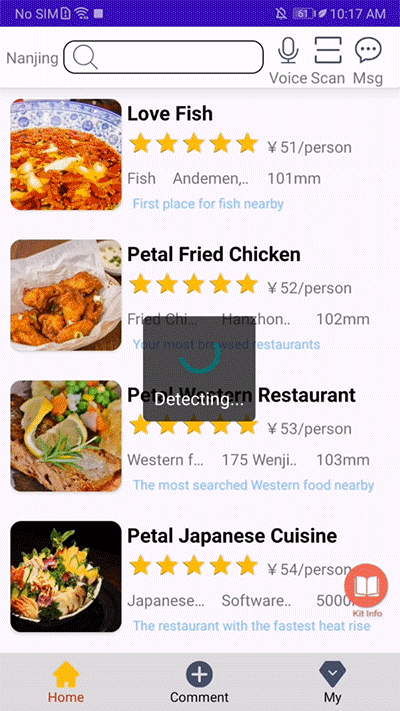 No SIM 61 10:17 AM
Nanjing
Voice Scan Msg
Love Fish
¥ 51/person
Fish Andemen,.. 101mm
First place for fish nearby
Petal Fried Chicken
¥ 52/person
Fried Chi... Hanzhon.. 102mm
Your most browsed restaurants
Detecting...
Petal Western Restaurant
¥ 53/person
Western f... 175 Wenji.. 103mm
The most searched Western food nearby
Petal Japanese Cuisine
¥ 54/person
Japanese... Software..
Kit Info
The restaurant with the fastest heat rise
Home Comment My